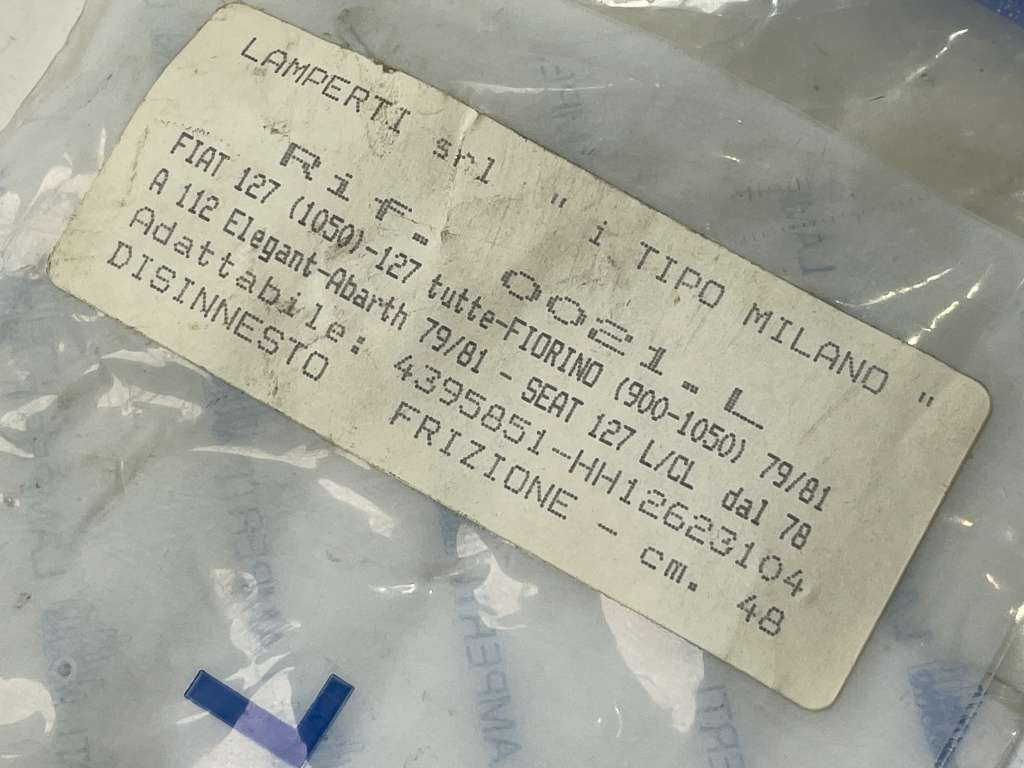 LAMPERTI srl " i TIPO MILANO "
Rif. 0021.L
FIAT 127 (1050)-127 tutte-FIORINO (900-1050) 79/81
A 112 Elegant-Abarth 79/81 - SEAT 127 L/CL dal 78
Adattabile: 4395851-HH12623104
DISINNESTO FRIZIONE - cm. 48